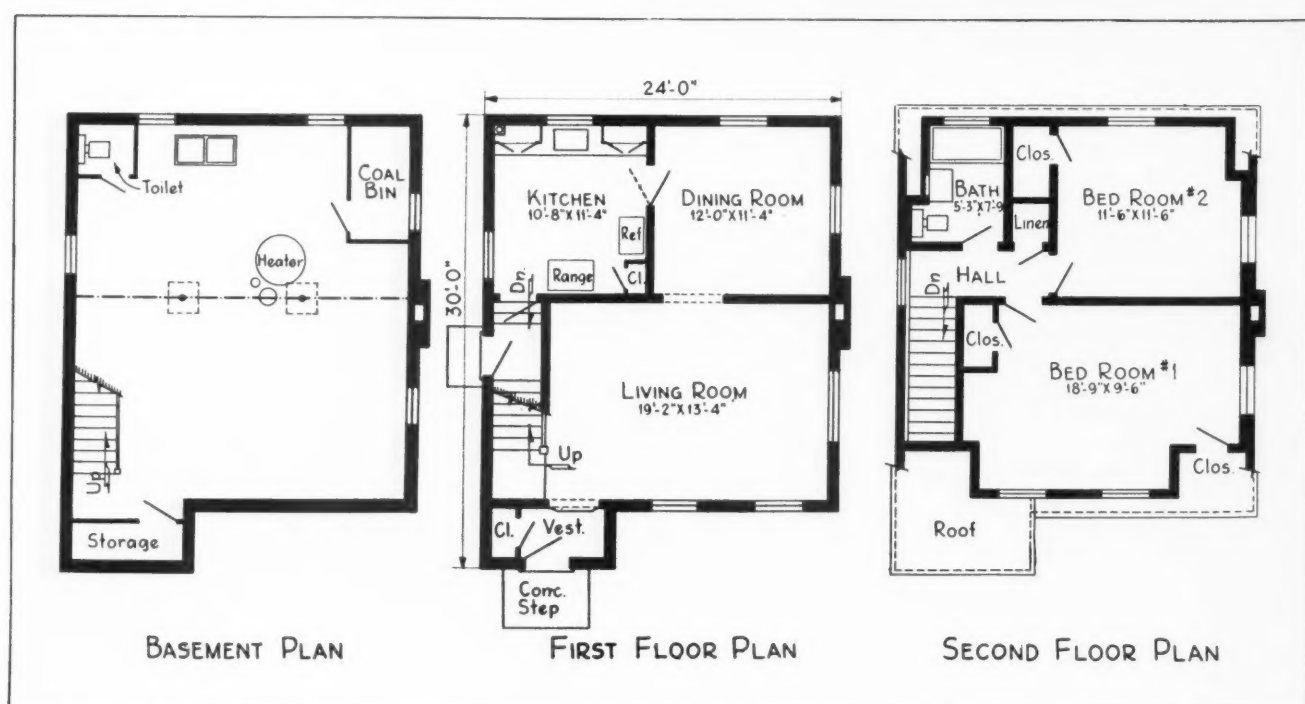 Toilet
COAL
BIN
Heater
Up
Storage
BASEMENT PLAN
24'-0"
30'-0"
KITCHEN
10'-8"X11'-4"
DINING ROOM
12'-0"X11'-4"
Ref
Range
Cl.
Dn.
LIVING ROOM
19'-2"X13'-4"
Up
Cl.
Vest.
Conc.
Step
FIRST FLOOR PLAN
Clos.
BATH
5'-3"X7'-9
BED ROOM #2
11'-6"X11'-6"
Linen
HALL
Dn
Clos.
BED ROOM #1
18'-9"X9'-6"
Clos.
Roof
SECOND FLOOR PLAN